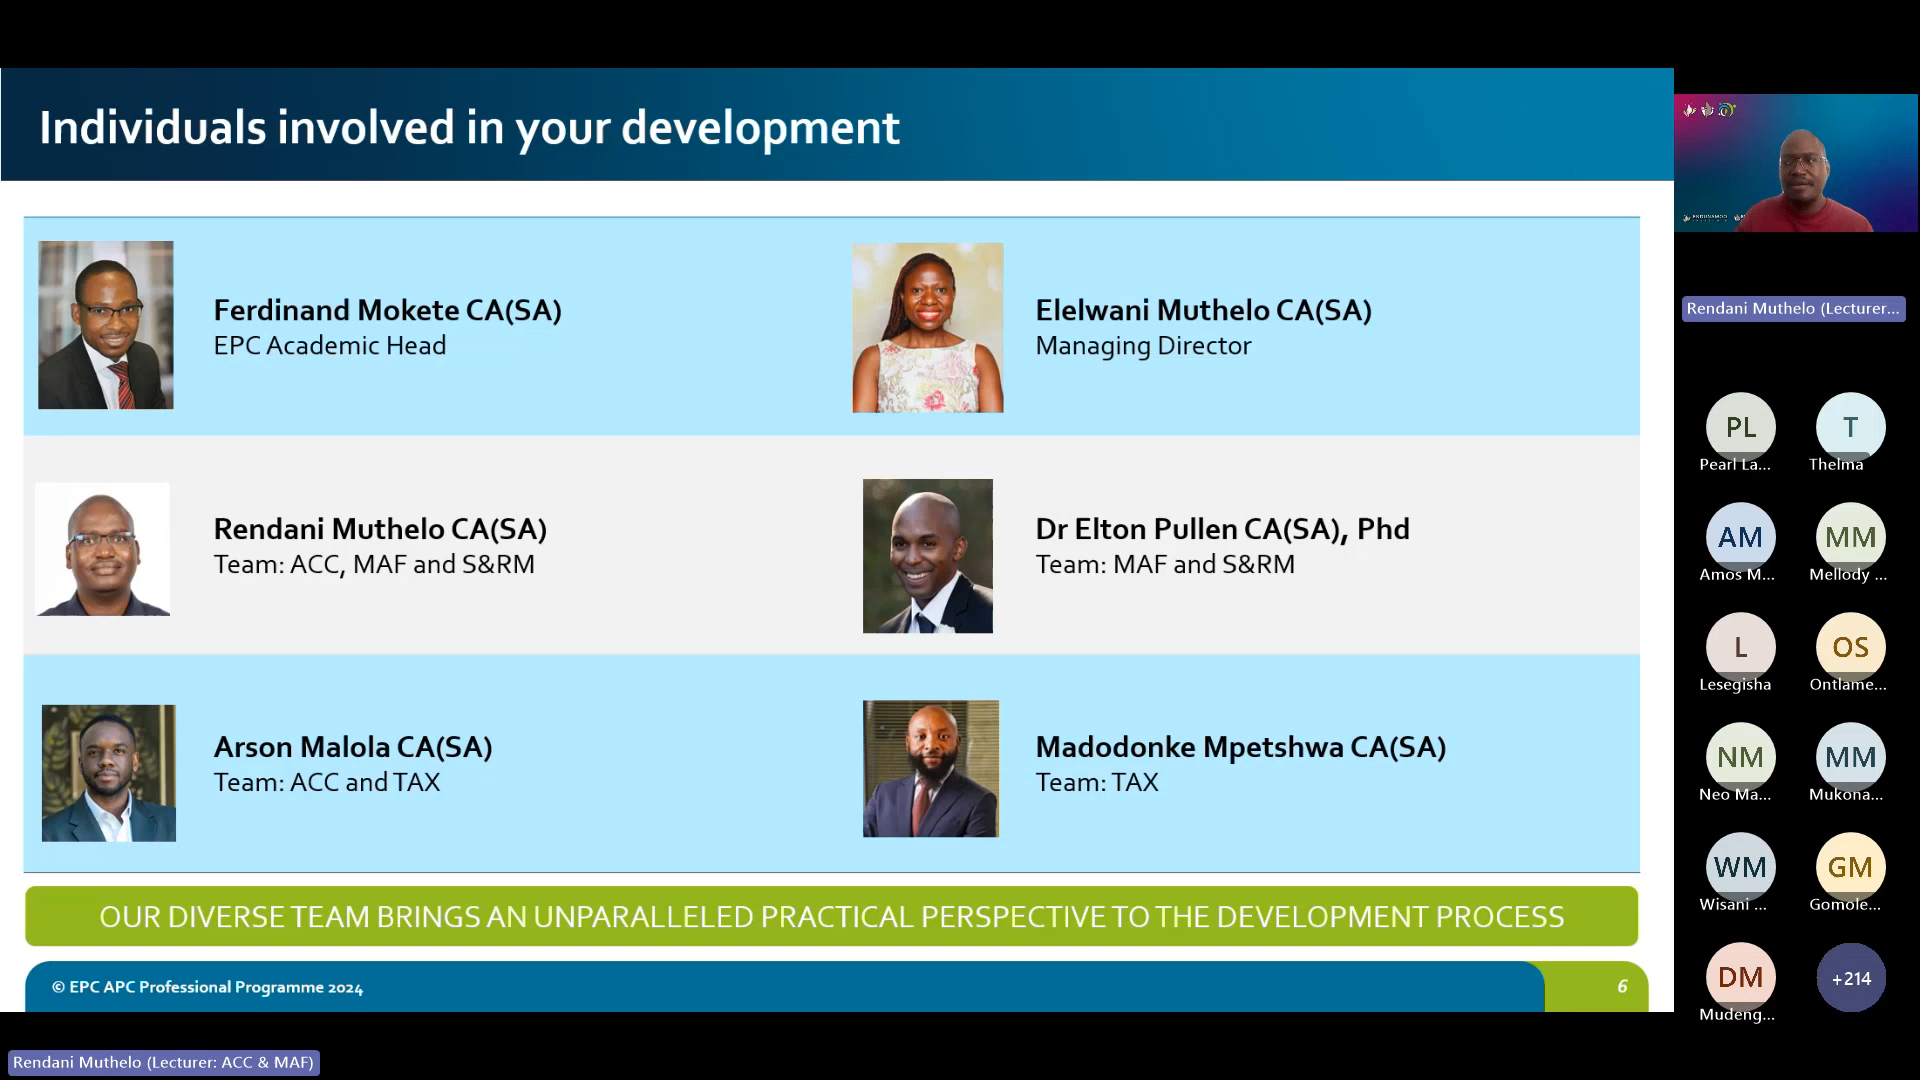 Individuals involved in your development
Ferdinand Mokete CA(SA)
EPC Academic Head
Elelwani Muthelo CA(SA)
Managing Director
Rendani Muthelo CA(SA)
Team: ACC, MAF and S&RM
Dr Elton Pullen CA(SA), Phd
Team: MAF and S&RM
Arson Malola CA(SA)
Team: ACC and TAX
Madodonke Mpetshwa CA(SA)
Team: TAX
OUR DIVERSE TEAM BRINGS AN UNPARALLELED PRACTICAL PERSPECTIVE TO THE DEVELOPMENT PROCESS
© EPC APC Professional Programme 2024
6
Rendani Muthelo (Lecturer: ACC & MAF)
Rendani Muthelo (Lecturer...
PL
Pearl La...
T
Thelma
AM
Amos M...
MM
Mellody ...
L
Lesegisha
OS
Ontlame...
NM
Neo Ma...
MM
Mukona...
WM
Wisani ...
GM
Gomole...
DM
Mudeng...
+214